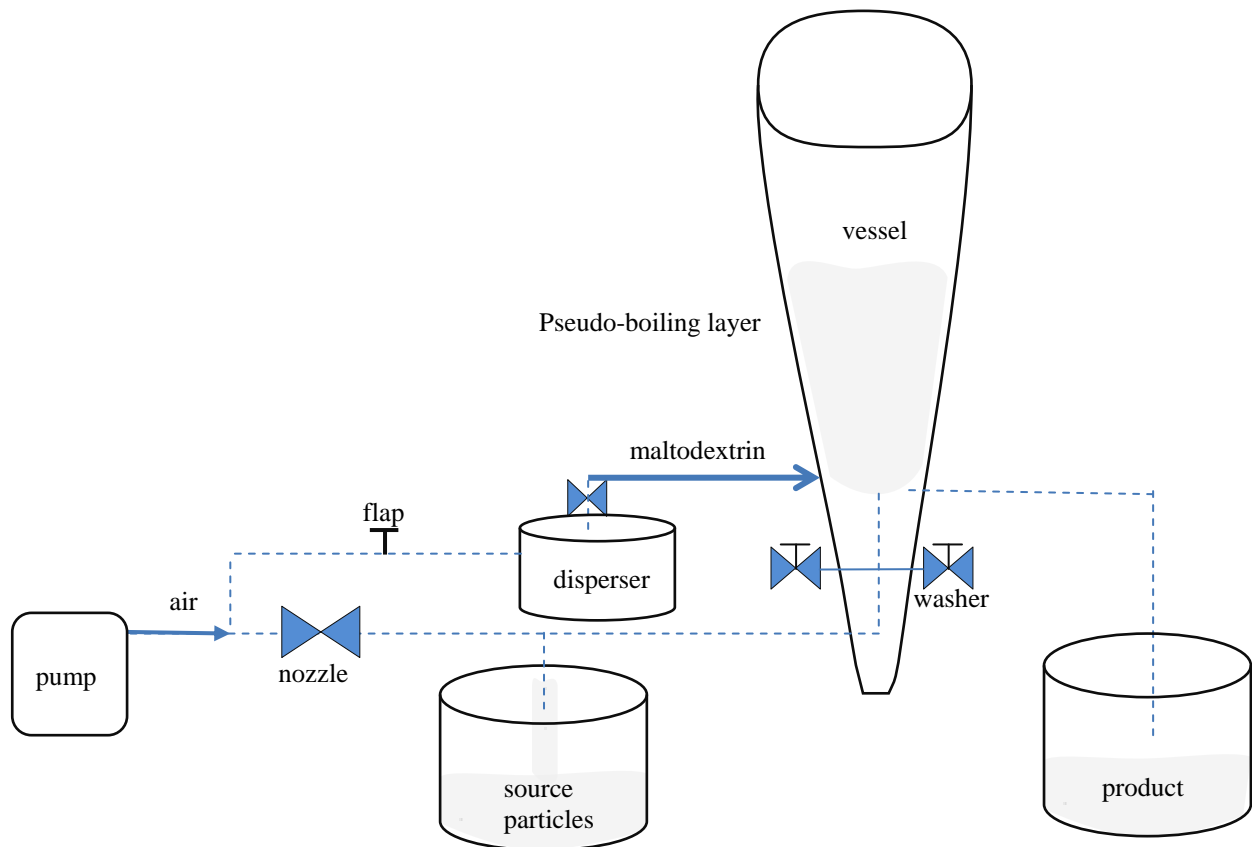 vessel
Pseudo-boiling layer
maltodextrin
flap
disperser
air
washer
nozzle
pump
source
particles
product